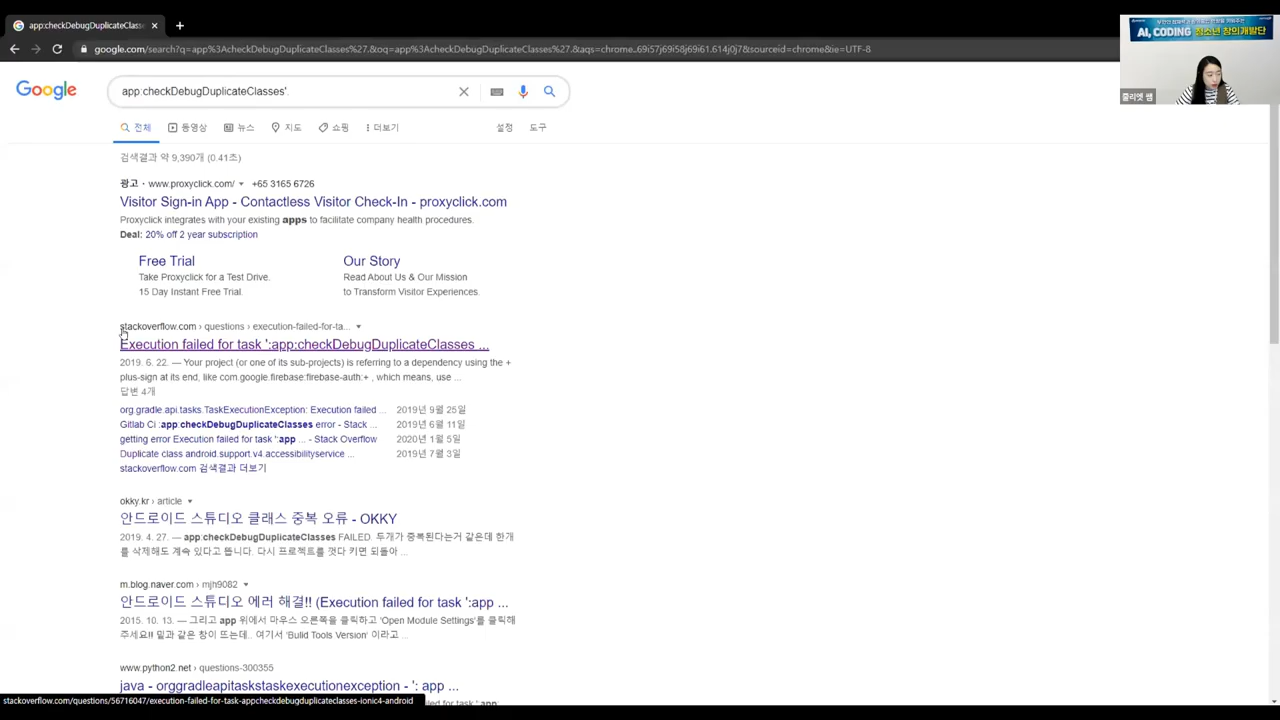 app:checkDebugDuplicateClasse
google.com/search?q=app%3AcheckDebugDuplicateClasses%27.&oq=app%3AcheckDebugDuplicateClasses%27.&aqs=chrome..69i57j69i58j69i61.614j0j7&sourceid=chrome&ie=UTF-8
AI, CODING 청소년 창의개발단
줄리엣 쌤
Google
app:checkDebugDuplicateClasses'.
전체 동영상 뉴스 지도 쇼핑 더보기 설정 도구
검색결과 약 9,390개 (0.41초)
광고 · www.proxyclick.com/ +65 3165 6726
Visitor Sign-in App - Contactless Visitor Check-In - proxyclick.com
Proxyclick integrates with your existing apps to facilitate company health procedures.
Deal: 20% off 2 year subscription
Free Trial Our Story
Take Proxyclick for a Test Drive. Read About Us & Our Mission
15 Day Instant Free Trial. to Transform Visitor Experiences.
stackoverflow.com › questions › execution-failed-for-ta...
Execution failed for task ':app:checkDebugDuplicateClasses ...
2019. 6. 22. — Your project (or one of its sub-projects) is referring to a dependency using the +
plus-sign at its end, like com.google.firebase:firebase-auth:+ , which means, use ...
답변 4개
org.gradle.api.tasks.TaskExecutionException: Execution failed ... 2019년 9월 25일
Gitlab Ci :app:checkDebugDuplicateClasses error - Stack ... 2019년 6월 11일
getting error Execution failed for task ':app ... - Stack Overflow 2020년 1월 5일
Duplicate class android.support.v4.accessibilityservice ... 2019년 7월 3일
stackoverflow.com 검색결과 더보기
okky.kr › article
안드로이드 스튜디오 클래스 중복 오류 - OKKY
2019. 4. 27. — app:checkDebugDuplicateClasses FAILED. 두개가 중복된다는거 같은데 한개
를 삭제해도 계속 있다고 뜹니다. 다시 프로젝트를 껏다 키면 되돌아 ...
m.blog.naver.com › mjh9082
안드로이드 스튜디오 에러 해결!! (Execution failed for task ':app ...
2015. 10. 13. — 그리고 app 위에서 마우스 오른쪽을 클릭하고 'Open Module Settings'를 클릭해
주세요!! 밑과 같은 창이 뜨는데.. 여기서 'Bulid Tools Version' 이라고 ...
www.python2.net › questions-300355
java - orggradleapitaskstaskexecutionexception - ': app ...
stackoverflow.com/questions/56716047/execution-failed-for-task-appcheckdebugduplicateclasses-ionic4-android